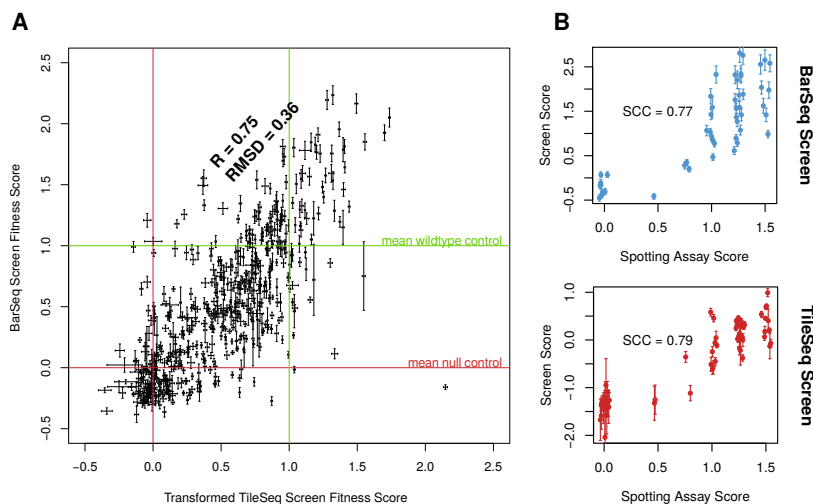 A
BarSeq Screen Fitness Score
2.5
2.0
1.5
1.0
0.5
0.0
−0.5
R = 0.75
RMSD = 0.36
mean wildtype control
mean null control
−0.5 0.0 0.5 1.0 1.5 2.0 2.5
Transformed TileSeq Screen Fitness Score
B
Screen Score
2.5
1.5
0.5
−0.5
SCC = 0.77
0.0 0.5 1.0 1.5
Spotting Assay Score
BarSeq Screen
Screen Score
1.0
0.0
−1.0
−2.0
SCC = 0.79
0.0 0.5 1.0 1.5
Spotting Assay Score
TileSeq Screen